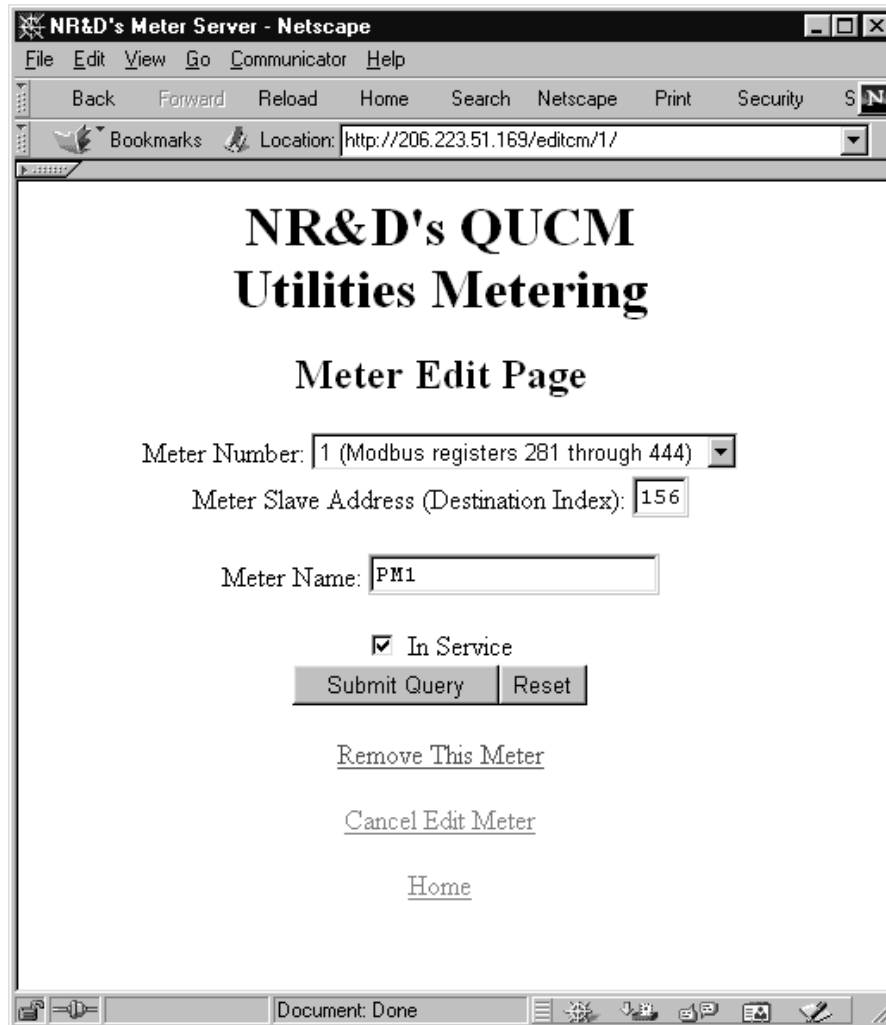 NR&D's Meter Server - Netscape
File Edit View Go Communicator Help
Back Forward Reload Home Search Netscape Print Security S N
Bookmarks Location: http://206.223.51.169/editcm/1/
NR&D's QUCM
Utilities Metering
Meter Edit Page
Meter Number: 1 (Modbus registers 281 through 444)
Meter Slave Address (Destination Index): 156
Meter Name: PM1
In Service
Submit Query Reset
Remove This Meter
Cancel Edit Meter
Home
Document: Done